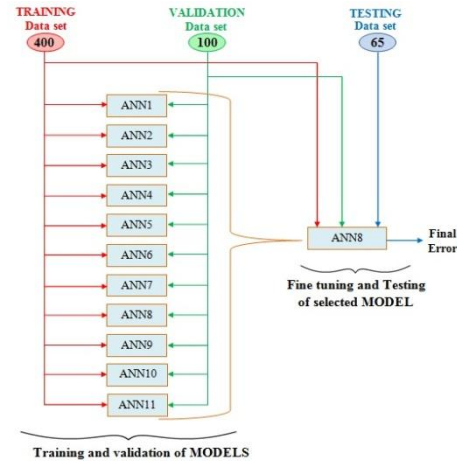 TRAINING
Data set
400
VALIDATION
Data set
100
TESTING
Data set
65
ANN1
ANN2
ANN3
ANN4
ANN5
ANN6
ANN7
ANN8
ANN9
ANN10
ANN11
ANN8
Final
Error
Fine tuning and Testing
of selected MODEL
Training and validation of MODELS